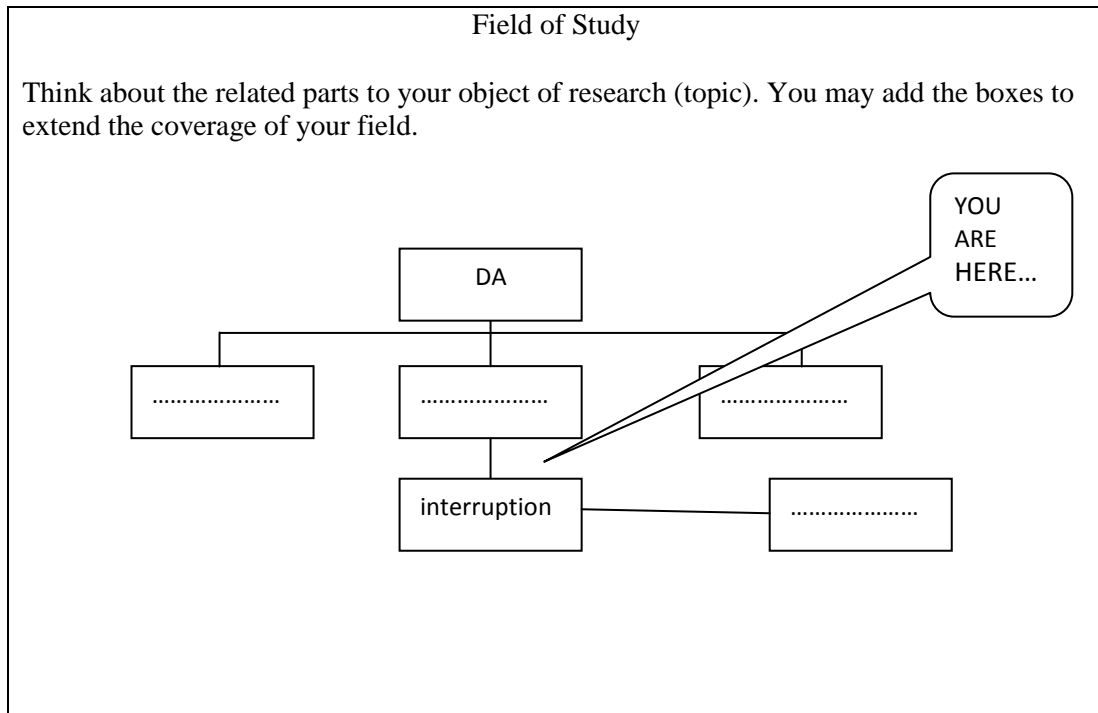 Field of Study
Think about the related parts to your object of research (topic). You may add the boxes to
extend the coverage of your field.
YOU
ARE
HERE...
DA
.....................
.....................
.....................
interruption
.....................